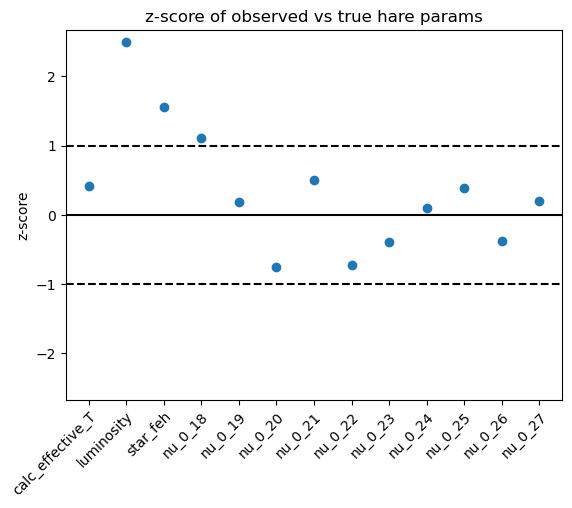 z-score of observed vs true hare params
z-score
2
1
0
−1
−2
calc_effective_T
luminosity
star_feh
nu_0_18
nu_0_19
nu_0_20
nu_0_21
nu_0_22
nu_0_23
nu_0_24
nu_0_25
nu_0_26
nu_0_27